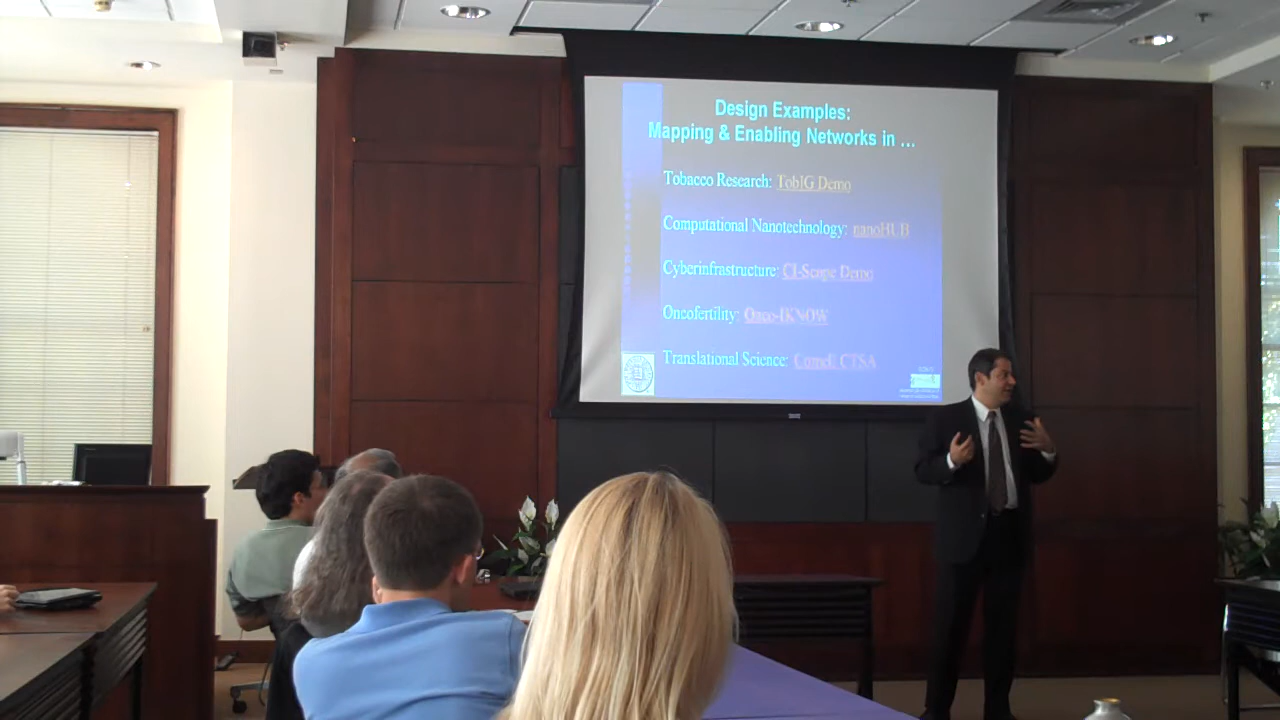 Design Examples:
Mapping & Enabling Networks in ...
Tobacco Research: TobIG Demo
Computational Nanotechnology: nanoHUB
Cyberinfrastructure: CI-Scope Demo
Oncofertility: Onco-IKNOW
Translational Science: Cornell CTSA